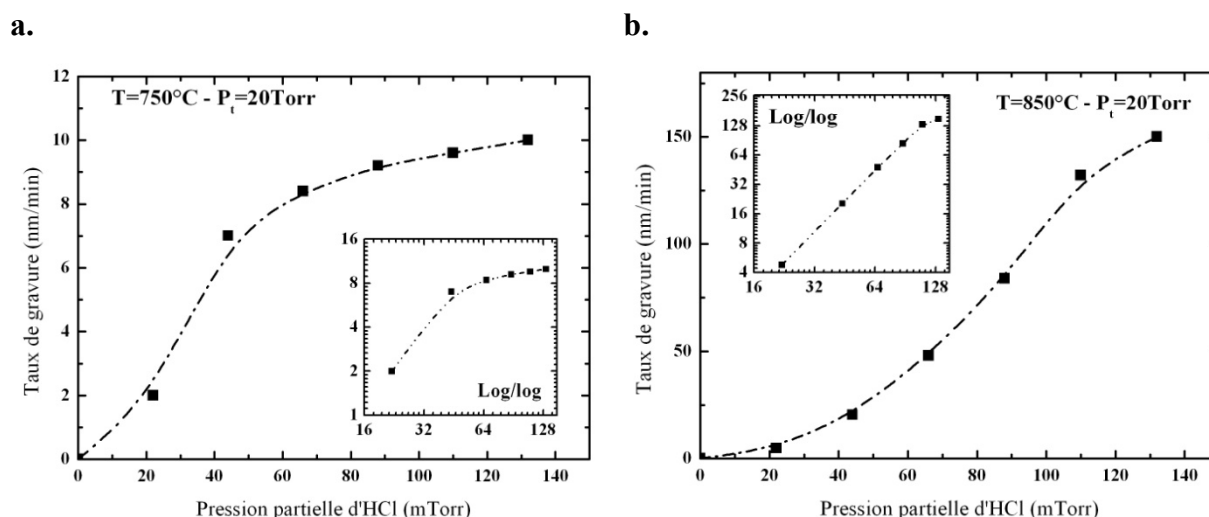 a.
T=750°C - Pt=20Torr
Taux de gravure (nm/min)
12
10
8
6
4
2
0
0 20 40 60 80 100 120 140
Pression partielle d'HCl (mTorr)
16
8
4
2
1
16 32 64 128
Log/log
b.
T=850°C - Pt=20Torr
Taux de gravure (nm/min)
150
100
50
0
0 20 40 60 80 100 120 140
Pression partielle d'HCl (mTorr)
Log/log
256
128
64
32
16
8
4
16 32 64 128